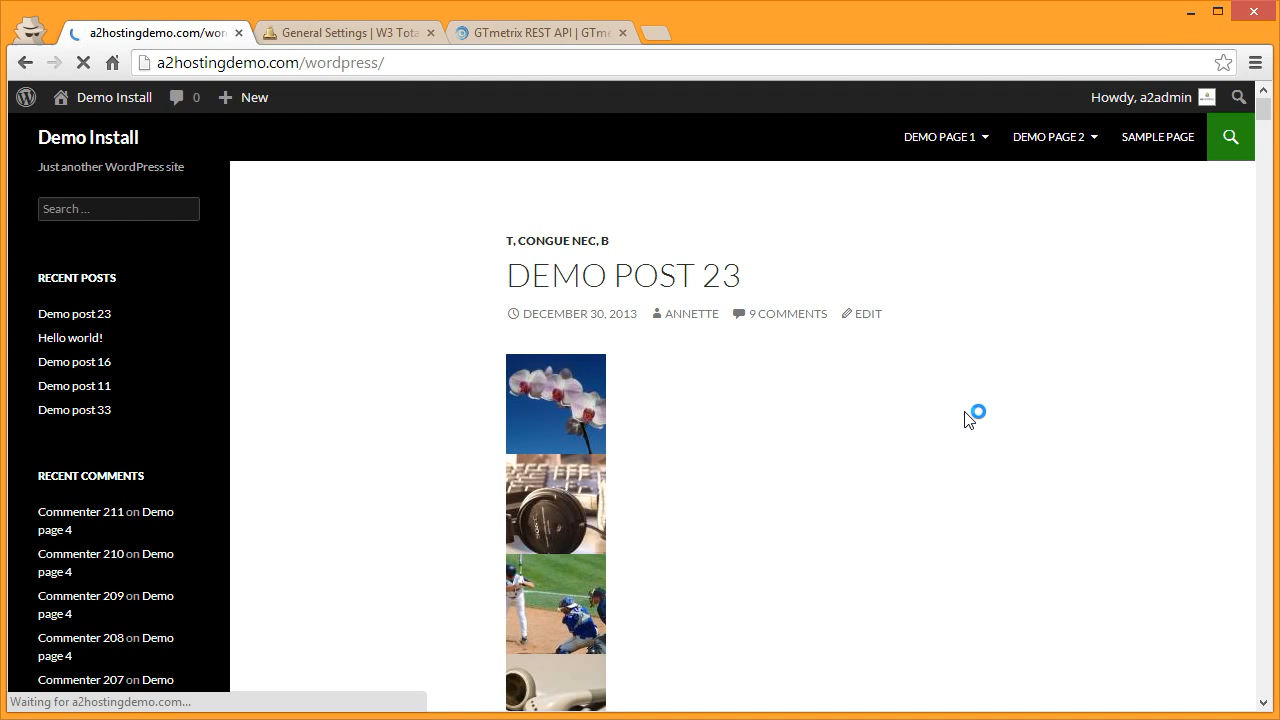 a2hostingdemo.com/wor
General Settings | W3 Tota
GTmetrix REST API | GTme
a2hostingdemo.com/wordpress/
Demo Install
0
New
Howdy, a2admin
Demo Install
DEMO PAGE 1
DEMO PAGE 2
SAMPLE PAGE
Just another WordPress site
Search ...
T, CONGUE NEC, B
DEMO POST 23
DECEMBER 30, 2013
ANNETTE
9 COMMENTS
EDIT
RECENT POSTS
Demo post 23
Hello world!
Demo post 16
Demo post 11
Demo post 33
RECENT COMMENTS
Commenter 211 on Demo
page 4
Commenter 210 on Demo
page 4
Commenter 209 on Demo
page 4
Commenter 208 on Demo
page 4
Commenter 207 on Demo
Waiting for a2hostingdemo.com...